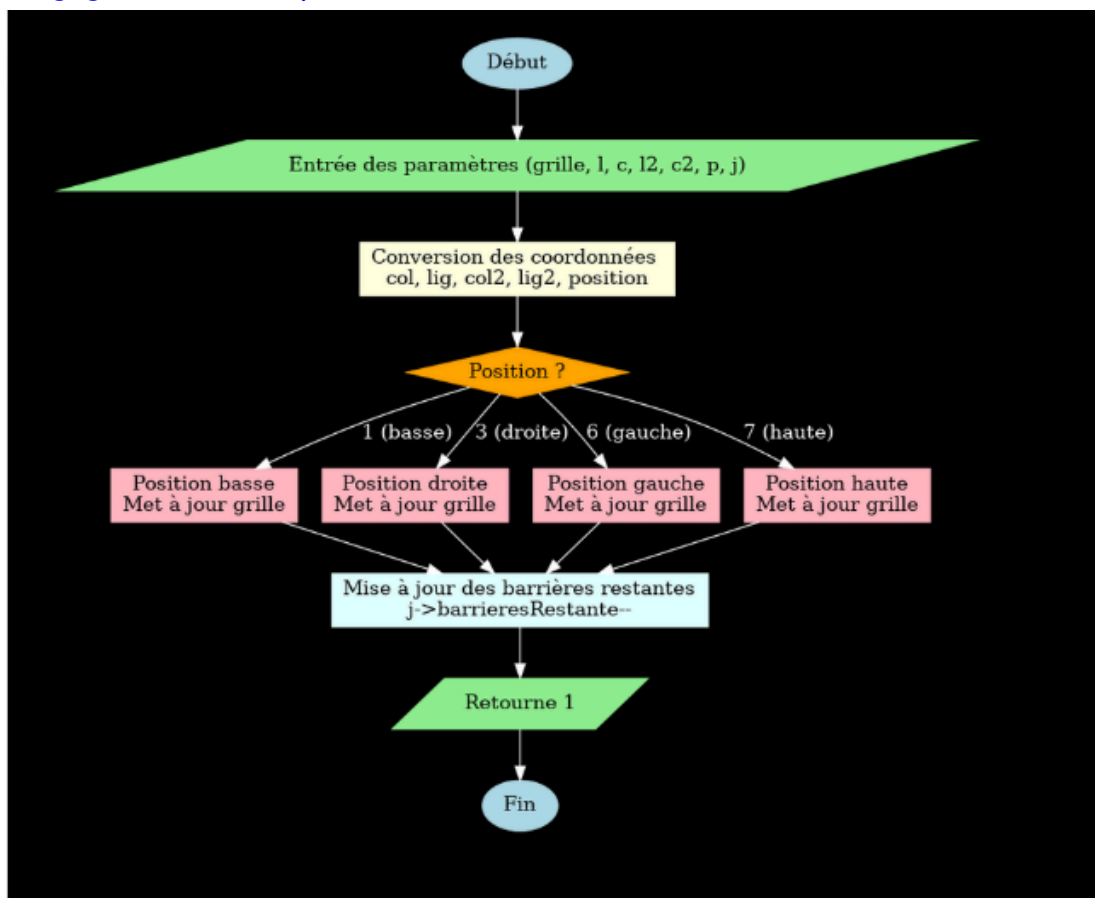 Début
Entrée des paramètres (grille, l, c, l2, c2, p, j)
Conversion des coordonnées
col, lig, col2, lig2, position
Position ?
1 (basse)
3 (droite)
6 (gauche)
7 (haute)
Position basse
Met à jour grille
Position droite
Met à jour grille
Position gauche
Met à jour grille
Position haute
Met à jour grille
Mise à jour des barrières restantes
j->barrieresRestante--
Retourne 1
Fin